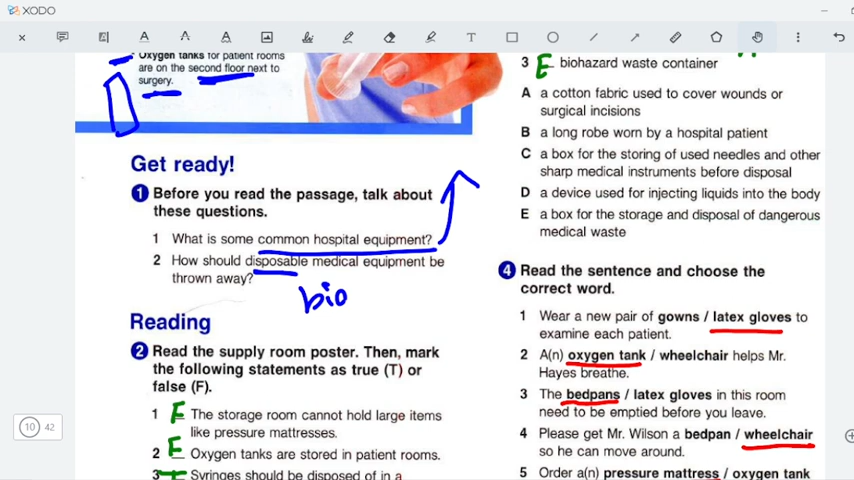 XODO
Oxygen tanks for patient rooms
are on the second floor next to
surgery.
Get ready!
1 Before you read the passage, talk about
these questions.
1 What is some common hospital equipment?
2 How should disposable medical equipment be
thrown away?
bio
Reading
2 Read the supply room poster. Then, mark
the following statements as true (T) or
false (F).
1 F The storage room cannot hold large items
like pressure mattresses.
2 F Oxygen tanks are stored in patient rooms.
3 Syringes should be disposed of in a
10 42
3 E biohazard waste container
A a cotton fabric used to cover wounds or
surgical incisions
B a long robe worn by a hospital patient
C a box for the storing of used needles and other
sharp medical instruments before disposal
D a device used for injecting liquids into the body
E a box for the storage and disposal of dangerous
medical waste
4 Read the sentence and choose the
correct word.
1 Wear a new pair of gowns / latex gloves to
examine each patient.
2 A(n) oxygen tank / wheelchair helps Mr.
Hayes breathe.
3 The bedpans / latex gloves in this room
need to be emptied before you leave.
4 Please get Mr. Wilson a bedpan / wheelchair
so he can move around.
5 Order a(n) pressure mattress / oxygen tank